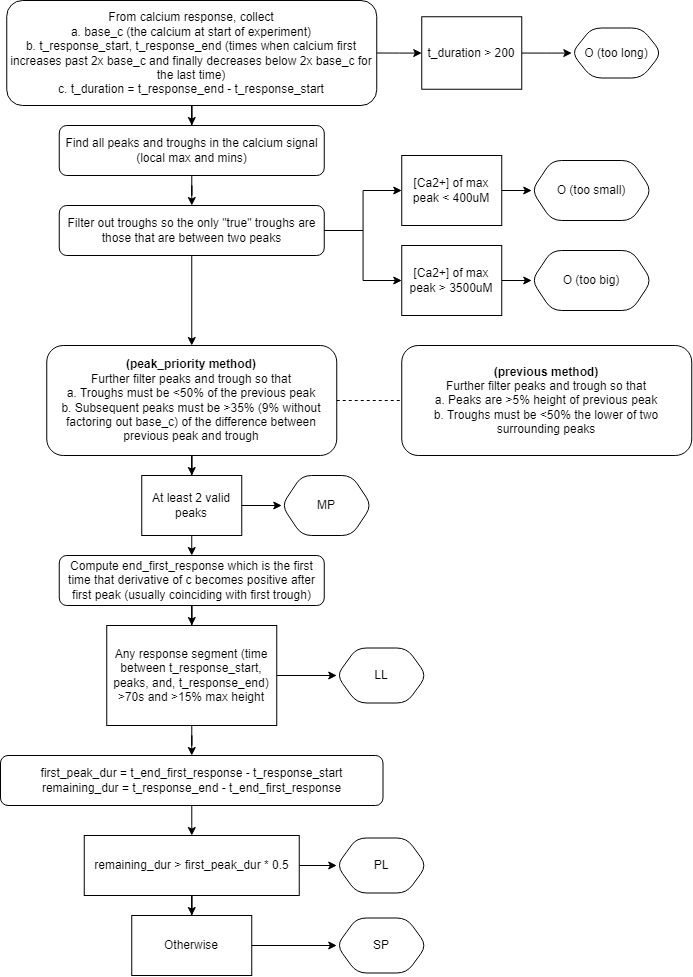 From calcium response, collect
a. base_c (the calcium at start of experiment)
b. t_response_start, t_response_end (times when calcium first
increases past 2x base_c and finally decreases below 2x base_c for
the last time)
c. t_duration = t_response_end - t_response_start
t_duration > 200
O (too long)
Find all peaks and troughs in the calcium signal
(local max and mins)
Filter out troughs so the only "true" troughs are
those that are between two peaks
[Ca2+] of max
peak < 400uM
O (too small)
[Ca2+] of max
peak > 3500uM
O (too big)
(peak_priority method)
Further filter peaks and trough so that
a. Troughs must be <50% of the previous peak
b. Subsequent peaks must be >35% (9% without
factoring out base_c) of the difference between
previous peak and trough
(previous method)
Further filter peaks and trough so that
a. Peaks are >5% height of previous peak
b. Troughs must be <50% the lower of two
surrounding peaks
At least 2 valid
peaks
MP
Compute end_first_response which is the first
time that derivative of c becomes positive after
first peak (usually coinciding with first trough)
Any response segment (time
between t_response_start,
peaks, and, t_response_end)
>70s and >15% max height
LL
first_peak_dur = t_end_first_response - t_response_start
remaining_dur = t_response_end - t_end_first_response
remaining_dur > first_peak_dur * 0.5
PL
Otherwise
SP